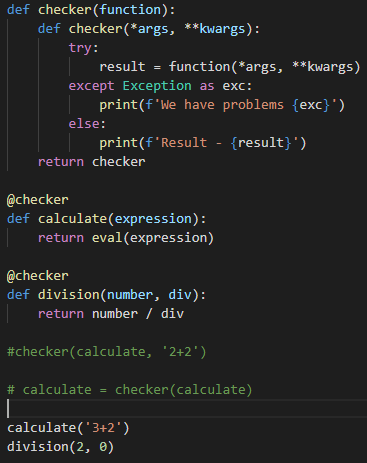 def checker(function):
    def checker(*args, **kwargs):
        try:
            result = function(*args, **kwargs)
        except Exception as exc:
            print(f'We have problems {exc}')
        else:
            print(f'Result - {result}')
    return checker

@checker
def calculate(expression):
    return eval(expression)

@checker
def division(number, div):
    return number / div

#checker(calculate, '2+2')

# calculate = checker(calculate)

calculate('3+2')
division(2, 0)